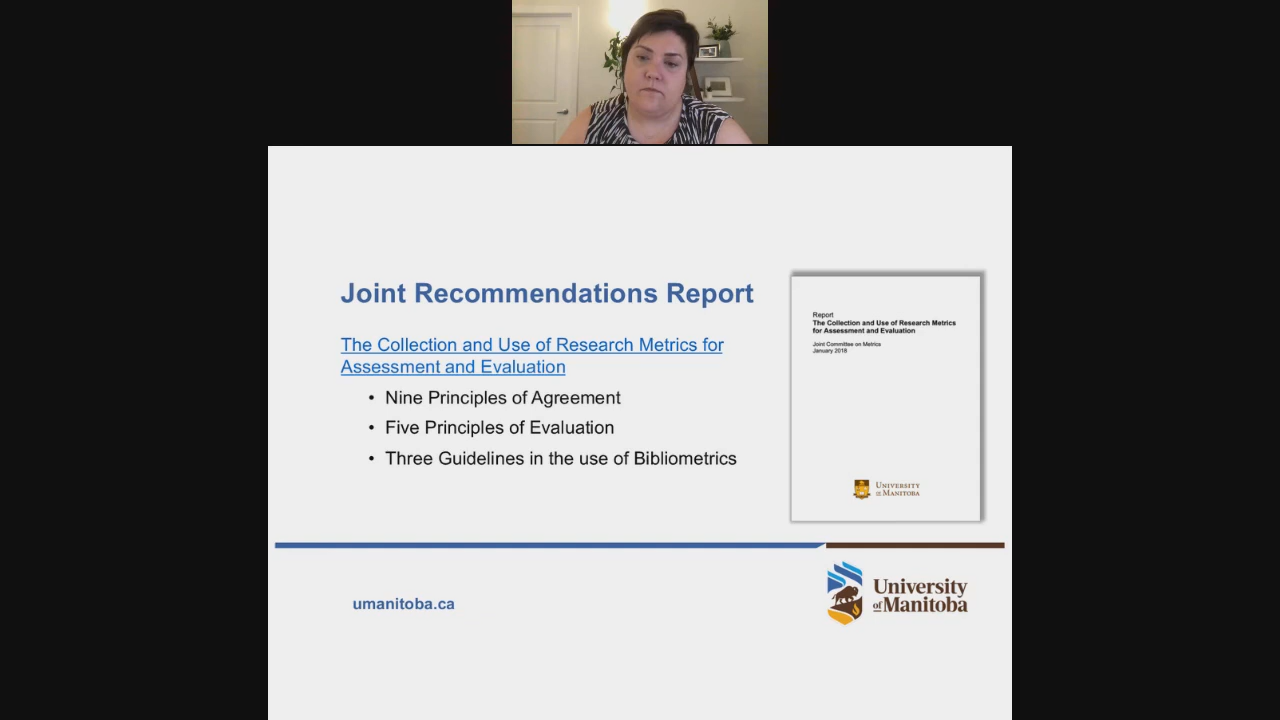 Joint Recommendations Report
The Collection and Use of Research Metrics for
Assessment and Evaluation
• Nine Principles of Agreement
• Five Principles of Evaluation
• Three Guidelines in the use of Bibliometrics
Report
The Collection and Use of Research Metrics
for Assessment and Evaluation
Joint Committee on Metrics
January 2018
UNIVERSITY
OF MANITOBA
umanitoba.ca
University
of Manitoba